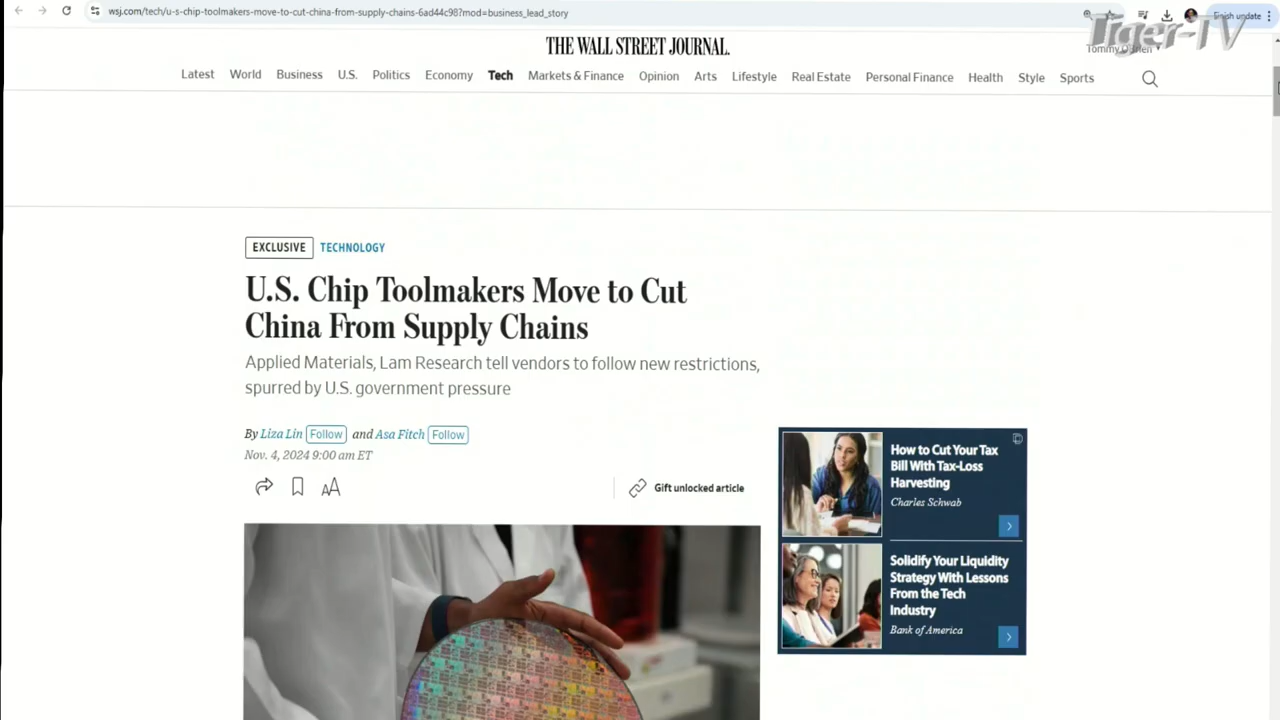 wsj.com/tech/u-s-chip-toolmakers-move-to-cut-china-from-supply-chains-6ad44c98?mod=business_lead_story
Finish update
Tiger-TV
Tommy O'Brien
THE WALL STREET JOURNAL.
Latest World Business U.S. Politics Economy Tech Markets & Finance Opinion Arts Lifestyle Real Estate Personal Finance Health Style Sports
EXCLUSIVE TECHNOLOGY
U.S. Chip Toolmakers Move to Cut
China From Supply Chains
Applied Materials, Lam Research tell vendors to follow new restrictions,
spurred by U.S. government pressure
By Liza Lin Follow and Asa Fitch Follow
Nov. 4, 2024 9:00 am ET
AA
Gift unlocked article
How to Cut Your Tax
Bill With Tax-Loss
Harvesting
Charles Schwab
Solidify Your Liquidity
Strategy With Lessons
From the Tech
Industry
Bank of America